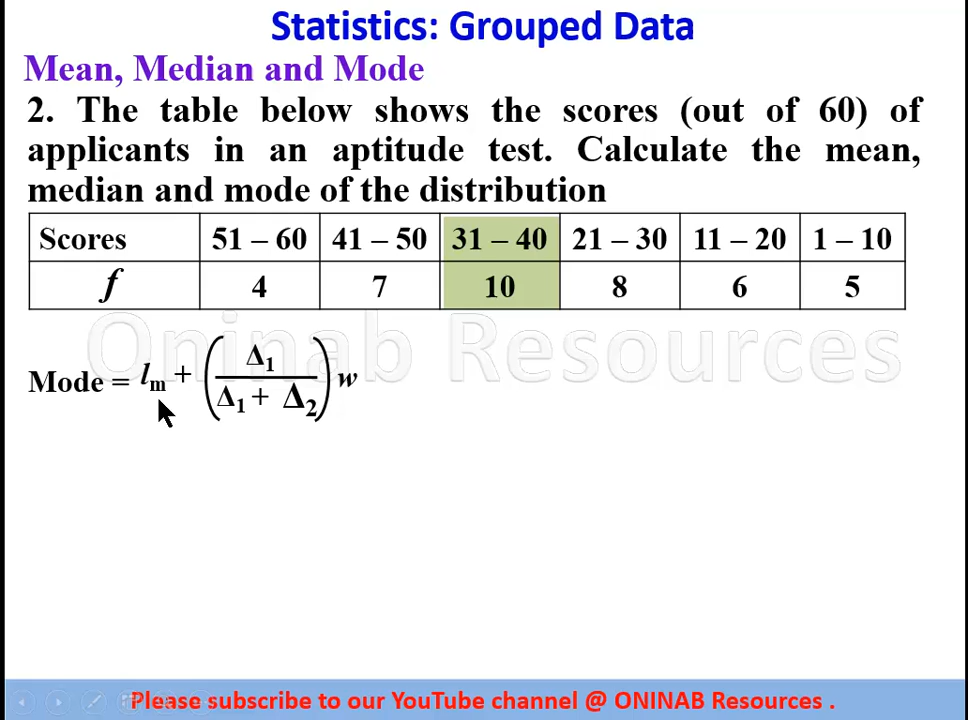 Statistics: Grouped Data
Mean, Median and Mode
2. The table below shows the scores (out of 60) of
applicants in an aptitude test. Calculate the mean,
median and mode of the distribution
Scores 51 – 60 41 – 50 31 – 40 21 – 30 11 – 20 1 – 10
f 4 7 10 8 6 5
Oninab Resources
Mode = lₘ + (Δ₁ / Δ₁ + Δ₂) w
Please subscribe to our YouTube channel @ ONINAB Resources .